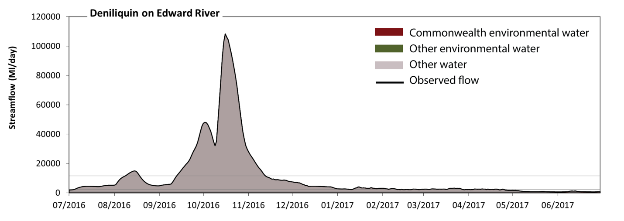 Deniliquin on Edward River
120000
100000
80000
60000
40000
20000
0
Streamflow (Ml/day)
Commonwealth environmental water
Other environmental water
Other water
Observed flow
07/2016 08/2016 09/2016 10/2016 11/2016 12/2016 01/2017 02/2017 03/2017 04/2017 05/2017 06/2017